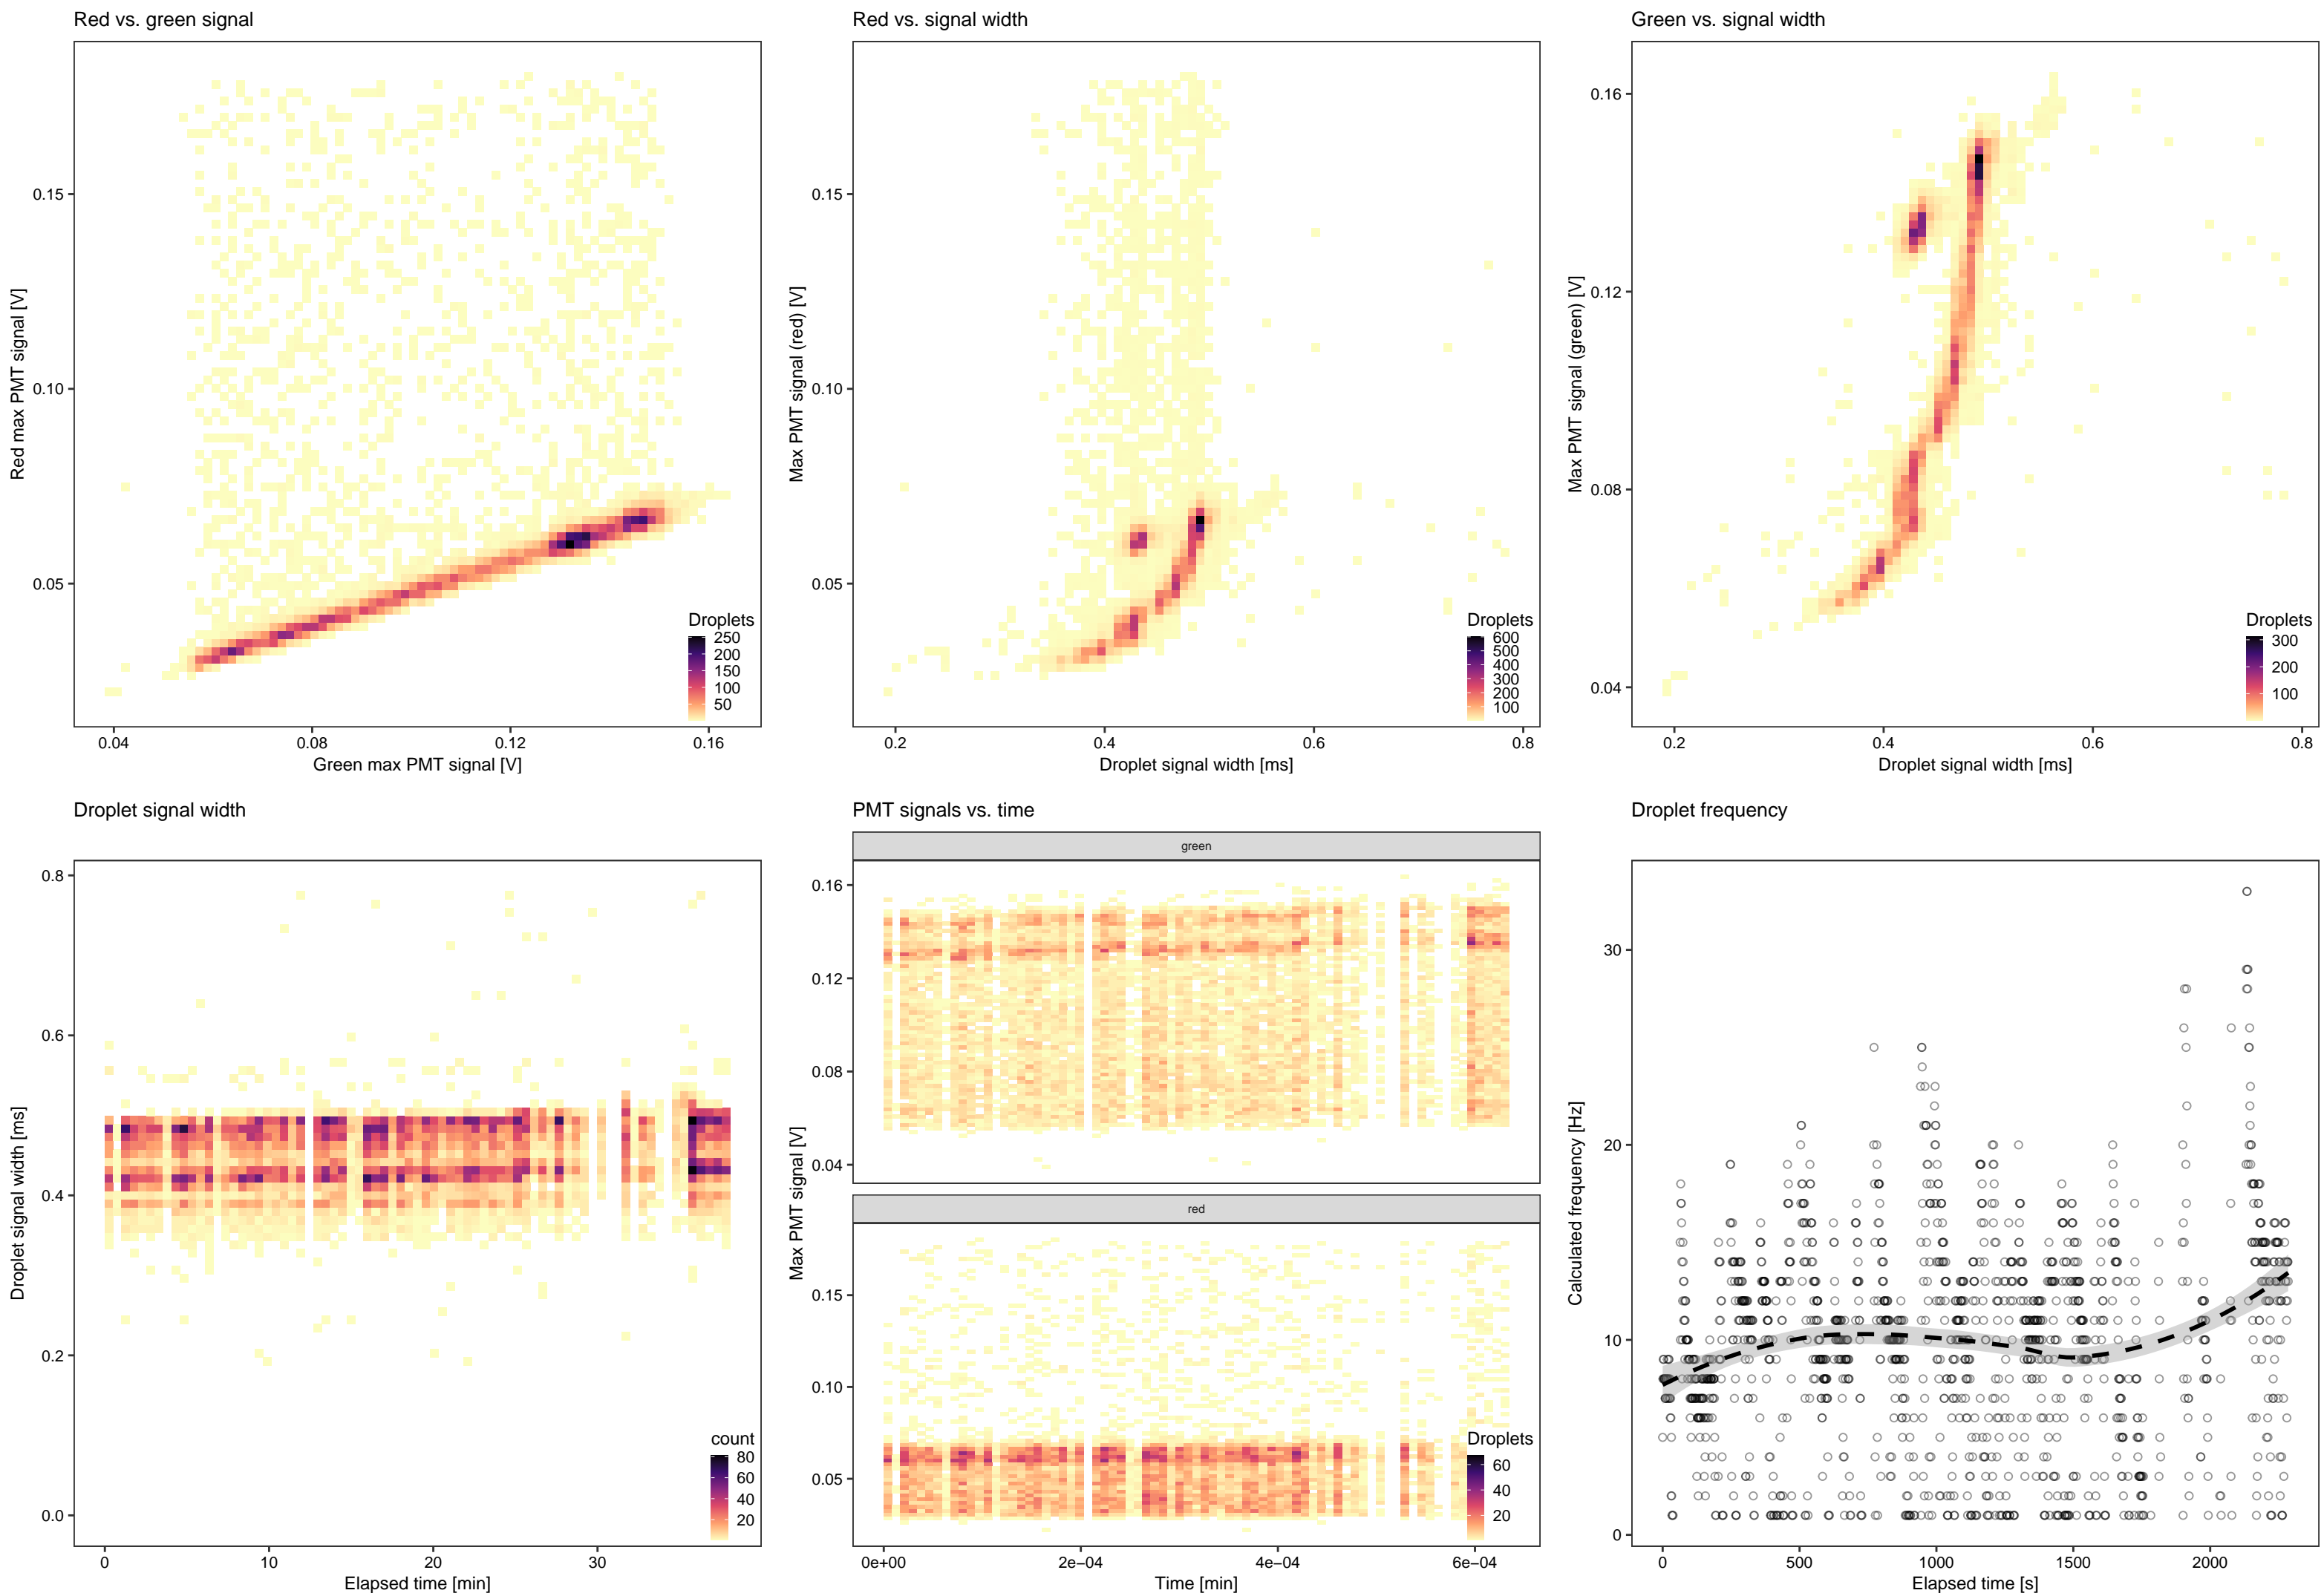 Red vs. green signal
Red max PMT signal [V]
0.15
0.10
0.05
Droplets
250
200
150
100
50
0.04
0.08
0.12
0.16
Green max PMT signal [V]
Red vs. signal width
Max PMT signal (red) [V]
0.15
0.10
0.05
Droplets
600
500
400
300
200
100
0.2
0.4
0.6
0.8
Droplet signal width [ms]
Green vs. signal width
Max PMT signal (green) [V]
0.16
0.12
0.08
0.04
Droplets
300
200
100
0.2
0.4
0.6
0.8
Droplet signal width [ms]
Droplet signal width
Droplet signal width [ms]
0.8
0.6
0.4
0.2
0.0
count
80
60
40
20
0
10
20
30
Elapsed time [min]
PMT signals vs. time
Max PMT signal [V]
green
0.16
0.12
0.08
0.04
red
0.15
0.10
0.05
Droplets
60
40
20
0e+00
2e−04
4e−04
6e−04
Time [min]
Droplet frequency
Calculated frequency [Hz]
30
20
10
0
0
500
1000
1500
2000
Elapsed time [s]